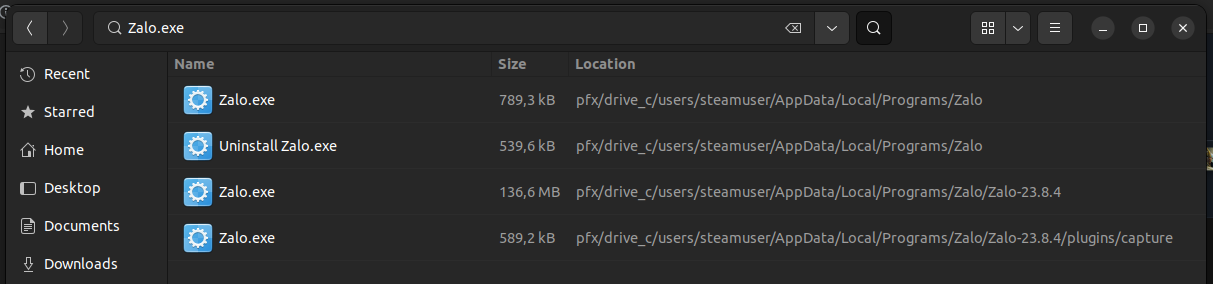 Zalo.exe
Name Size Location
Recent
Starred
Home
Desktop
Documents
Downloads
Zalo.exe 789,3 kB pfx/drive_c/users/steamuser/AppData/Local/Programs/Zalo
Uninstall Zalo.exe 539,6 kB pfx/drive_c/users/steamuser/AppData/Local/Programs/Zalo
Zalo.exe 136,6 MB pfx/drive_c/users/steamuser/AppData/Local/Programs/Zalo/Zalo-23.8.4
Zalo.exe 589,2 kB pfx/drive_c/users/steamuser/AppData/Local/Programs/Zalo/Zalo-23.8.4/plugins/capture